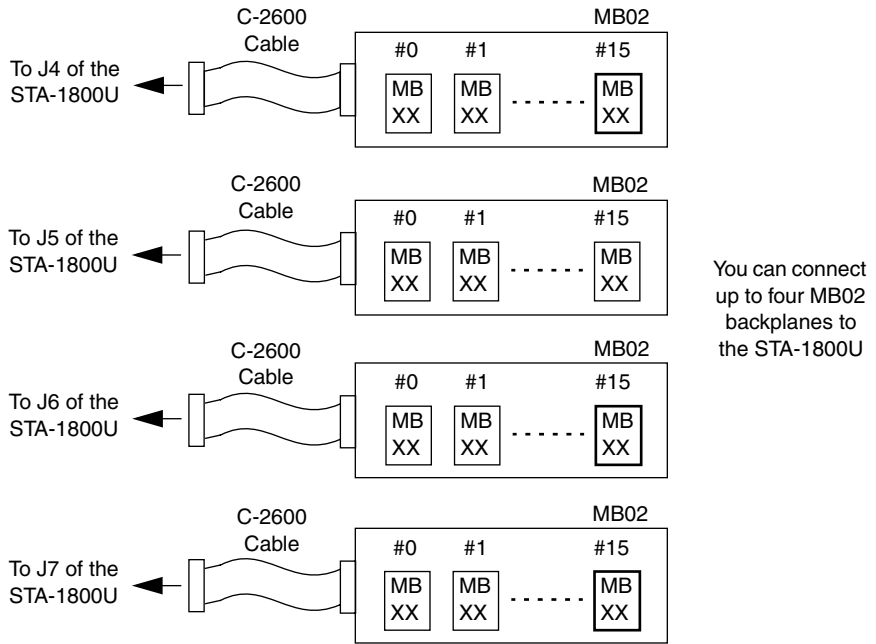 C-2600
Cable
MB02
To J4 of the
STA-1800U
#0 #1 #15
MB
XX
MB
XX
MB
XX
C-2600
Cable
MB02
To J5 of the
STA-1800U
#0 #1 #15
MB
XX
MB
XX
MB
XX
You can connect
up to four MB02
backplanes to
the STA-1800U
C-2600
Cable
MB02
To J6 of the
STA-1800U
#0 #1 #15
MB
XX
MB
XX
MB
XX
C-2600
Cable
MB02
To J7 of the
STA-1800U
#0 #1 #15
MB
XX
MB
XX
MB
XX